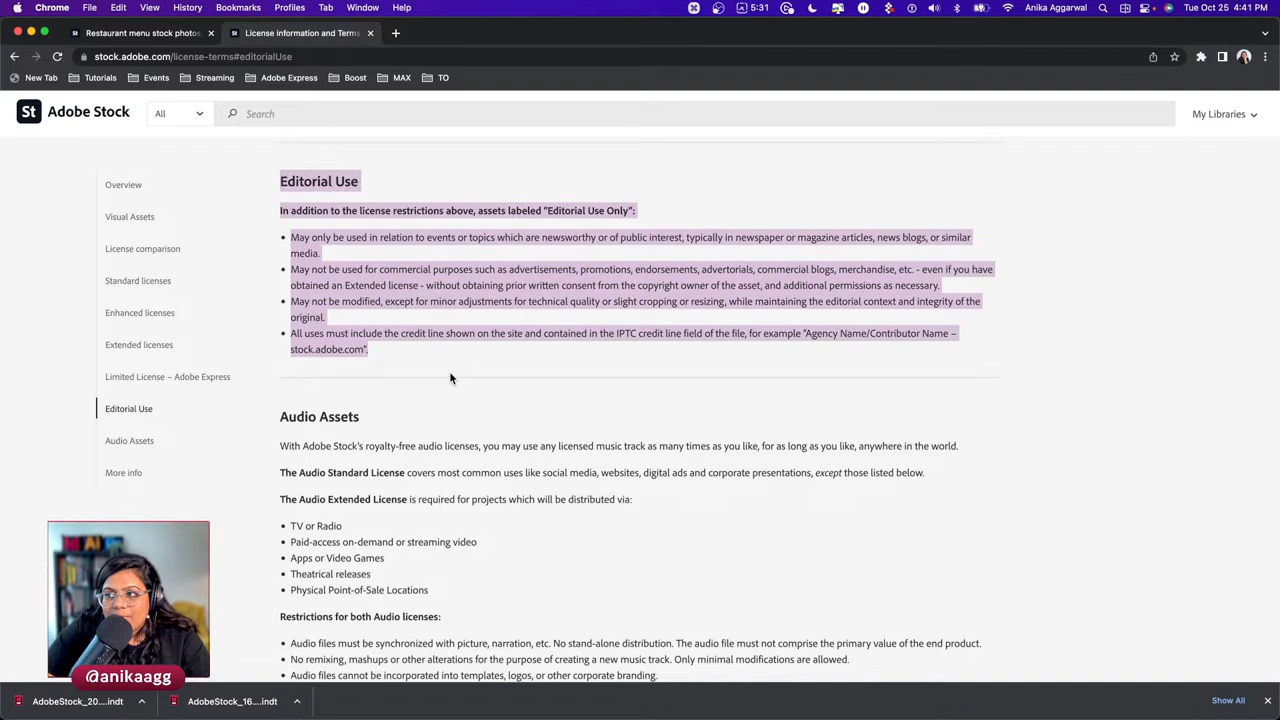 Chrome File Edit View History Bookmarks Profiles Tab Window Help 5:31 Anika Aggarwal Tue Oct 25 4:41 PM
Restaurant menu stock photos, License information and Terms
stock.adobe.com/license-terms#editorialUse
New Tab Tutorials Events Streaming Adobe Express Boost MAX TO
St Adobe Stock All Search My Libraries
Overview
Visual Assets
License comparison
Standard licenses
Enhanced licenses
Extended licenses
Limited License – Adobe Express
Editorial Use
Audio Assets
More info
Editorial Use
In addition to the license restrictions above, assets labeled "Editorial Use Only":
• May only be used in relation to events or topics which are newsworthy or of public interest, typically in newspaper or magazine articles, news blogs, or similar
media.
• May not be used for commercial purposes such as advertisements, promotions, endorsements, advertorials, commercial blogs, merchandise, etc. - even if you have
obtained an Extended license - without obtaining prior written consent from the copyright owner of the asset, and additional permissions as necessary.
• May not be modified, except for minor adjustments for technical quality or slight cropping or resizing, while maintaining the editorial context and integrity of the
original.
• All uses must include the credit line shown on the site and contained in the IPTC credit line field of the file, for example "Agency Name/Contributor Name –
stock.adobe.com".
Audio Assets
With Adobe Stock's royalty-free audio licenses, you may use any licensed music track as many times as you like, for as long as you like, anywhere in the world.
The Audio Standard License covers most common uses like social media, websites, digital ads and corporate presentations, except those listed below.
The Audio Extended License is required for projects which will be distributed via:
• TV or Radio
• Paid-access on-demand or streaming video
• Apps or Video Games
• Theatrical releases
• Physical Point-of-Sale Locations
Restrictions for both Audio licenses:
• Audio files must be synchronized with picture, narration, etc. No stand-alone distribution. The audio file must not comprise the primary value of the end product.
• No remixing, mashups or other alterations for the purpose of creating a new music track. Only minimal modifications are allowed.
• Audio files cannot be incorporated into templates, logos, or other corporate branding.
@anikaagg
AdobeStock_20....indt AdobeStock_16....indt Show All